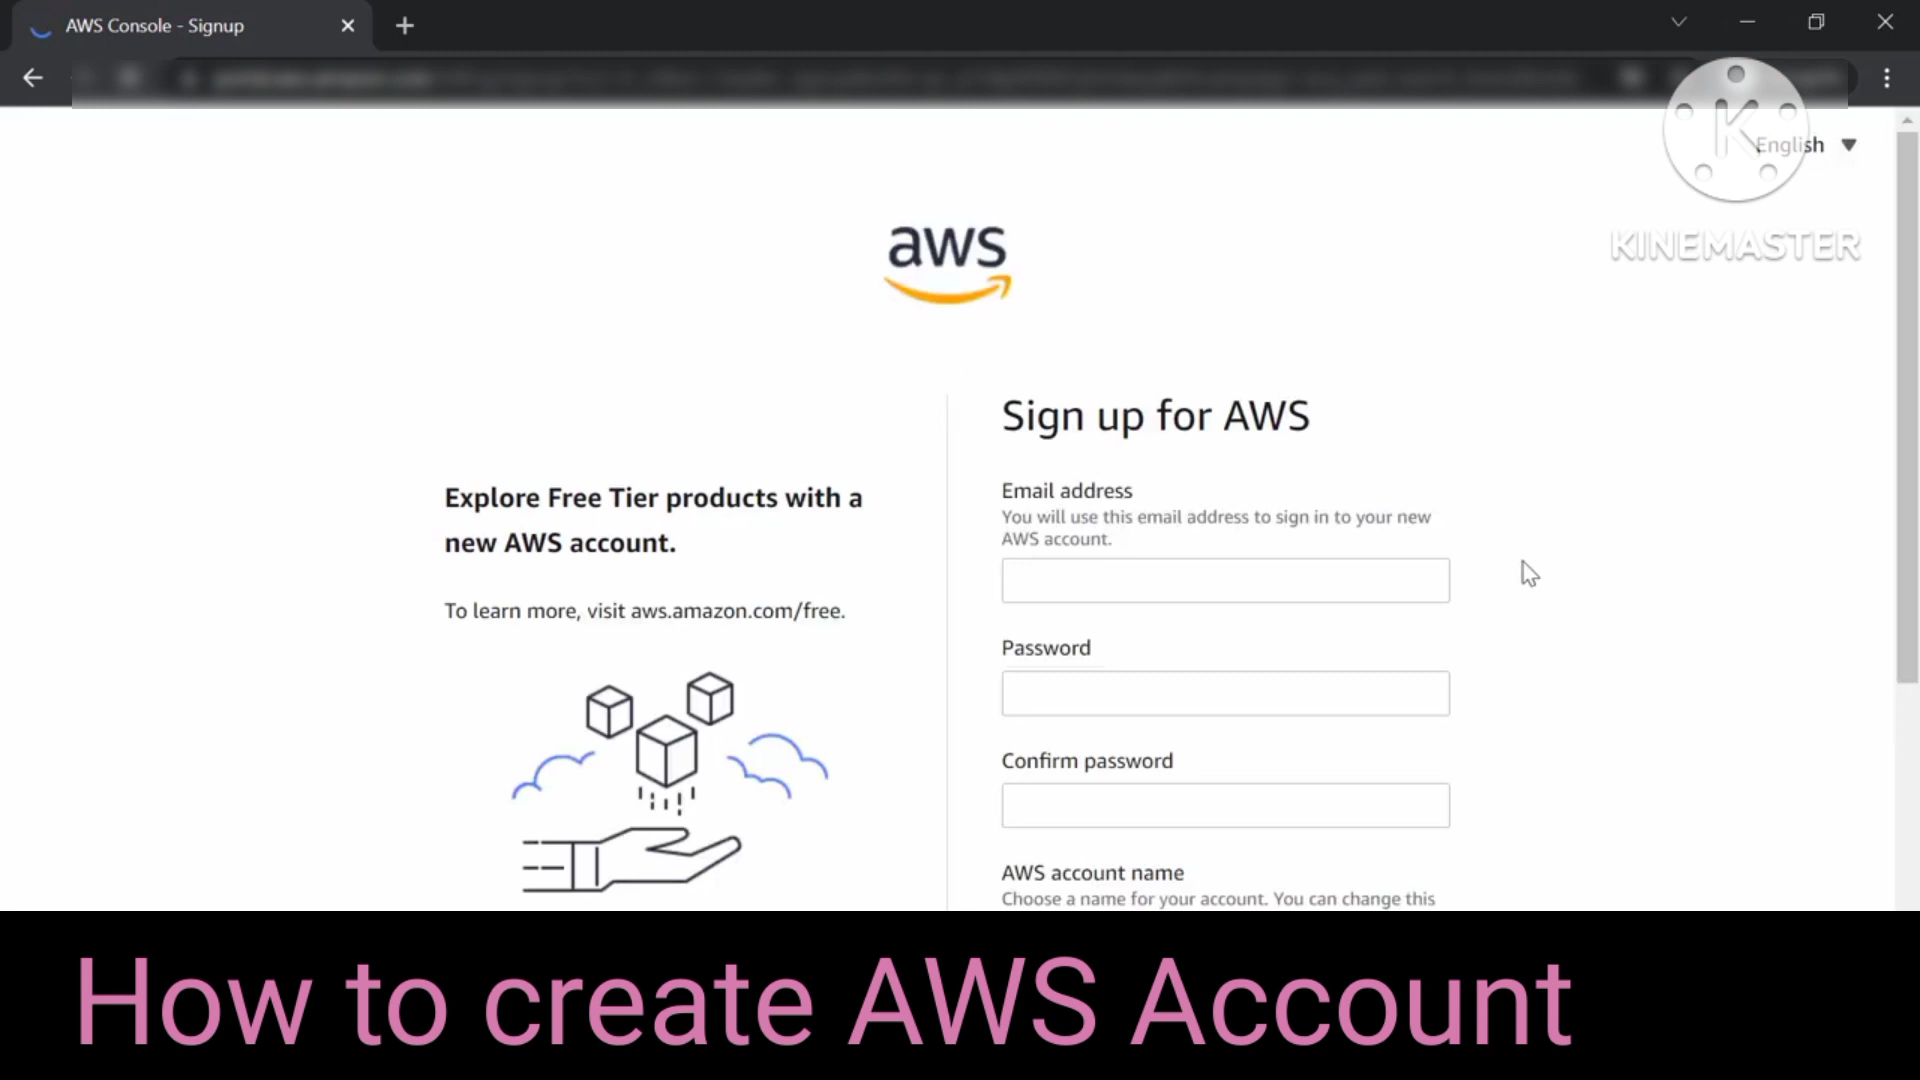 AWS Console - Signup
English
KINEMASTER
aws
Sign up for AWS
Explore Free Tier products with a
new AWS account.
To learn more, visit aws.amazon.com/free.
Email address
You will use this email address to sign in to your new
AWS account.
Password
Confirm password
AWS account name
Choose a name for your account. You can change this
How to create AWS Account